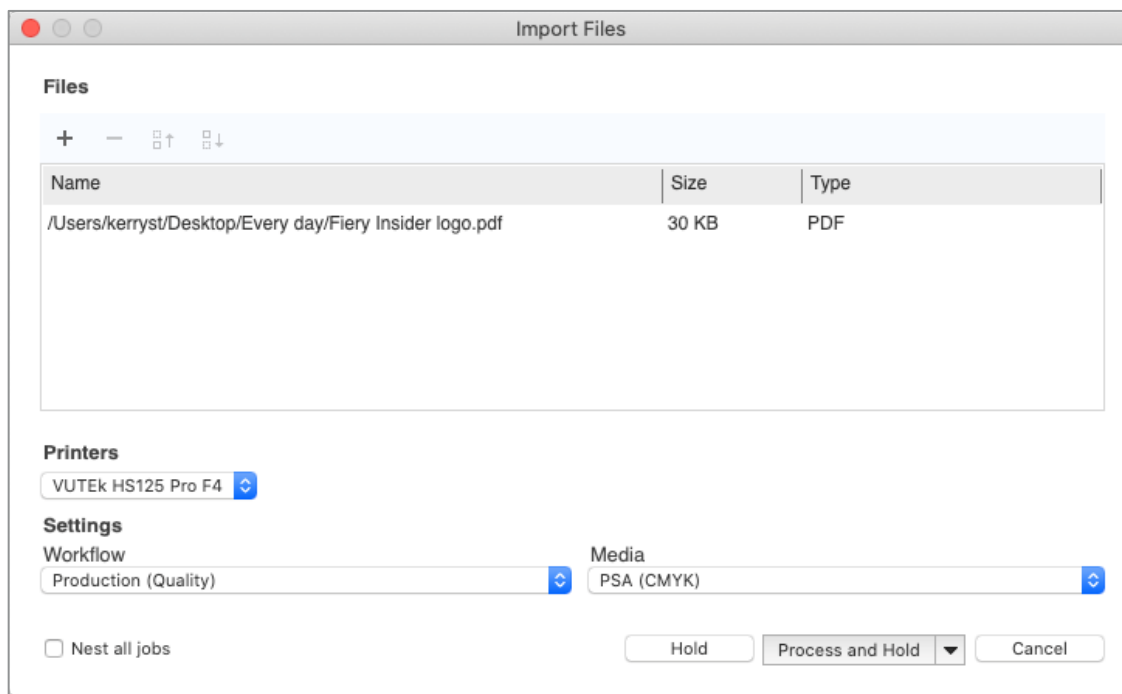 Import Files
Files
Name Size Type
/Users/kerryst/Desktop/Every day/Fiery Insider logo.pdf 30 KB PDF
Printers
VUTEk HS125 Pro F4
Settings
Workflow Media
Production (Quality) PSA (CMYK)
Nest all jobs Hold Process and Hold Cancel